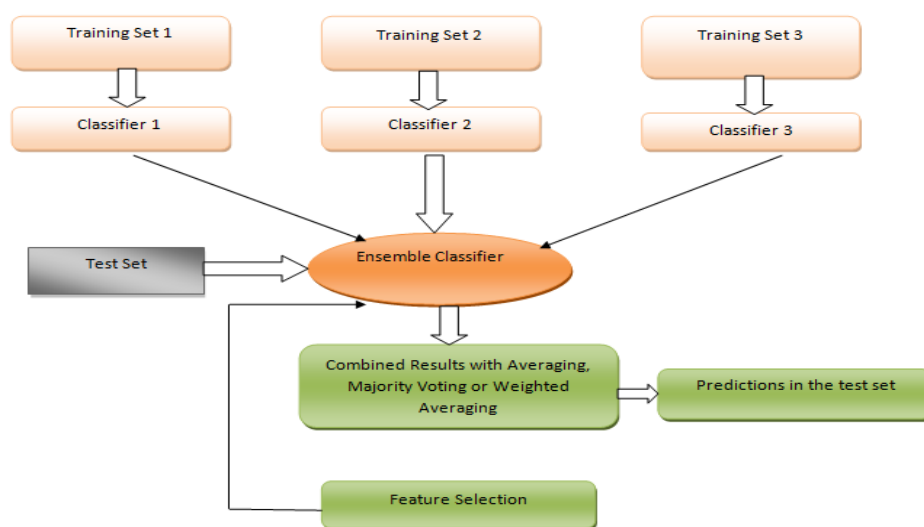 Training Set 1
Training Set 2
Training Set 3
Classifier 1
Classifier 2
Classifier 3
Ensemble Classifier
Test Set
Combined Results with Averaging,
Majority Voting or Weighted
Averaging
Predictions in the test set
Feature Selection